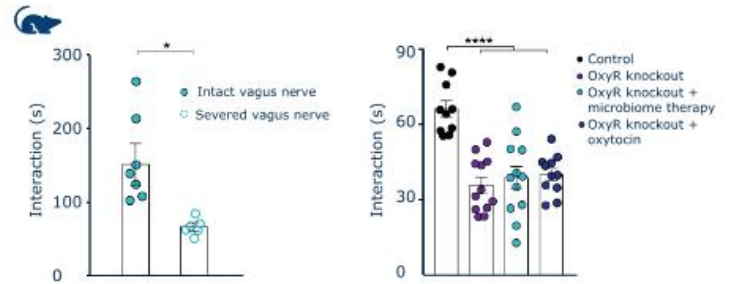 *
300
200
100
0
Interaction (s)
Intact vagus nerve
Severed vagus nerve
****
90
60
30
0
Interaction (s)
Control
OxyR knockout
OxyR knockout +
microbiome therapy
OxyR knockout +
oxytocin